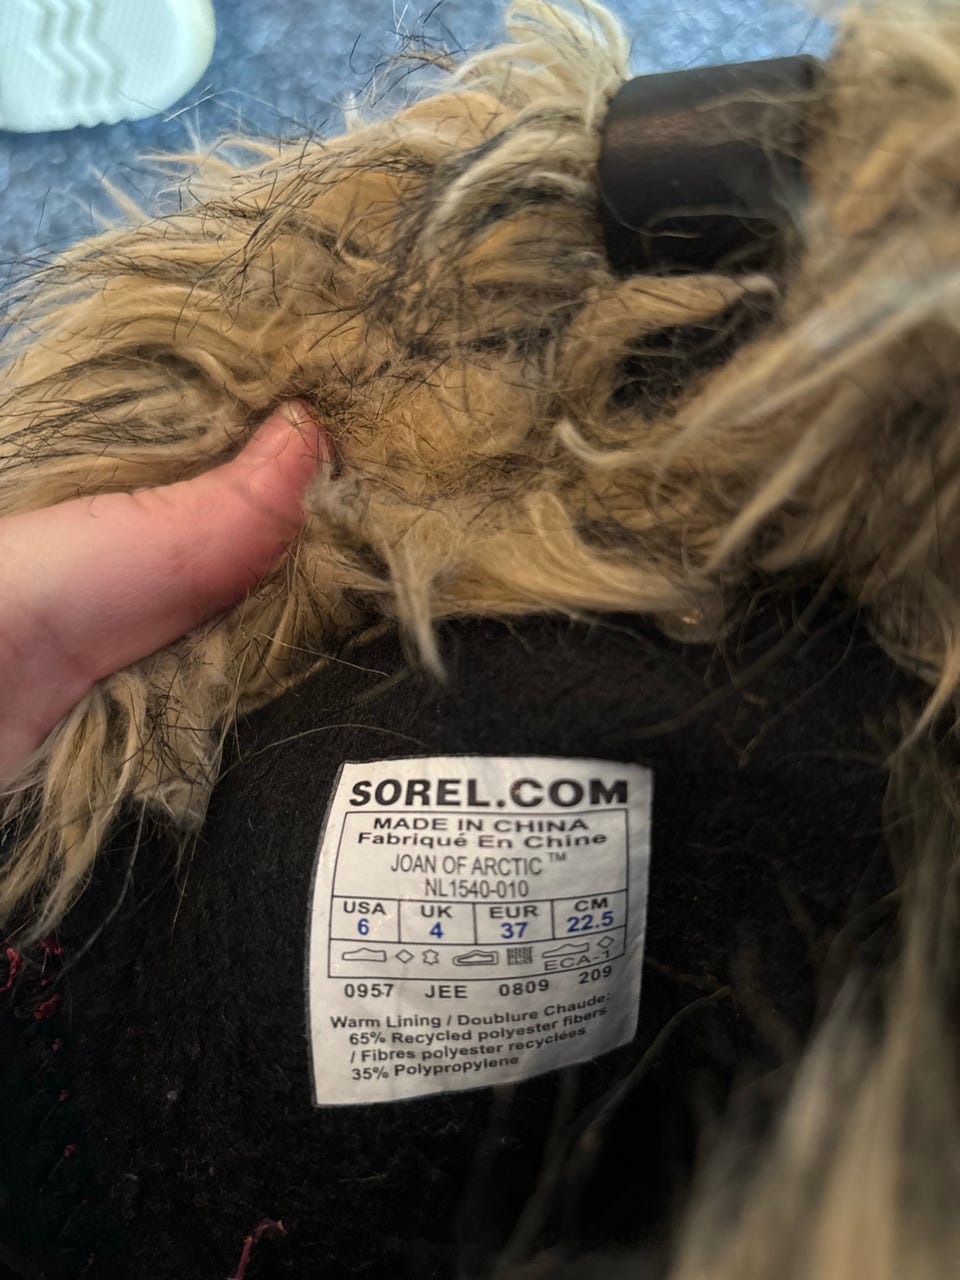 SOREL.COM
MADE IN CHINA
Fabriqué En Chine
JOAN OF ARCTIC™
NL1540-010
USA UK EUR CM
6 4 37 22.5
ECA-1
0957 JEE 0809 209
Warm Lining / Doublure Chaude:
65% Recycled polyester fibers
/ Fibres polyester recyclées
35% Polypropylene